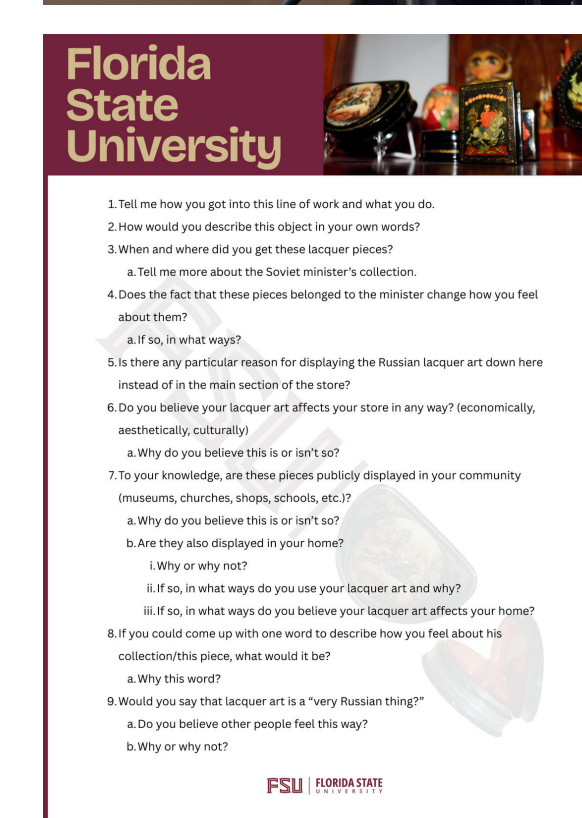 Florida
State
University
1. Tell me how you got into this line of work and what you do.
2. How would you describe this object in your own words?
3. When and where did you get these lacquer pieces?
a. Tell me more about the Soviet minister's collection.
4. Does the fact that these pieces belonged to the minister change how you feel
about them?
a. If so, in what ways?
5. Is there any particular reason for displaying the Russian lacquer art down here
instead of in the main section of the store?
6. Do you believe your lacquer art affects your store in any way? (economically,
aesthetically, culturally)
a. Why do you believe this is or isn't so?
7. To your knowledge, are these pieces publicly displayed in your community
(museums, churches, shops, schools, etc.)?
a. Why do you believe this is or isn't so?
b. Are they also displayed in your home?
i. Why or why not?
ii. If so, in what ways do you use your lacquer art and why?
iii. If so, in what ways do you believe your lacquer art affects your home?
8. If you could come up with one word to describe how you feel about his
collection/this piece, what would it be?
a. Why this word?
9. Would you say that lacquer art is a “very Russian thing?”
a. Do you believe other people feel this way?
b. Why or why not?
FSU
FSU | FLORIDA STATE
UNIVERSITY